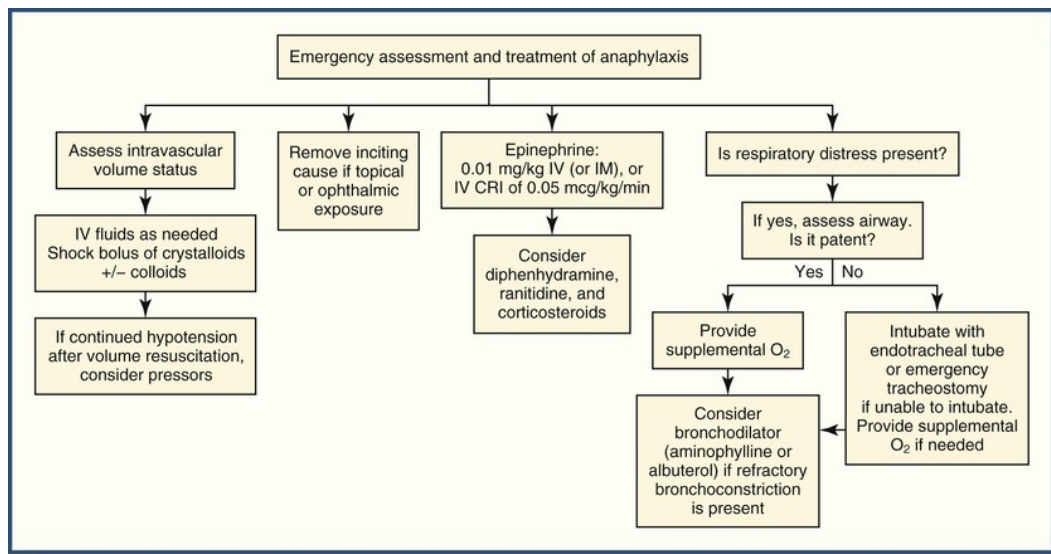 Emergency assessment and treatment of anaphylaxis
Assess intravascular
volume status
IV fluids as needed
Shock bolus of crystalloids
+/– colloids
If continued hypotension
after volume resuscitation,
consider pressors
Remove inciting
cause if topical
or ophthalmic
exposure
Epinephrine:
0.01 mg/kg IV (or IM), or
IV CRI of 0.05 mcg/kg/min
Consider
diphenhydramine,
ranitidine, and
corticosteroids
Is respiratory distress present?
If yes, assess airway.
Is it patent?
Yes
No
Provide
supplemental O₂
Intubate with
endotracheal tube
or emergency
tracheostomy
if unable to intubate.
Provide supplemental
O₂ if needed
Consider
bronchodilator
(aminophylline or
albuterol) if refractory
bronchoconstriction
is present